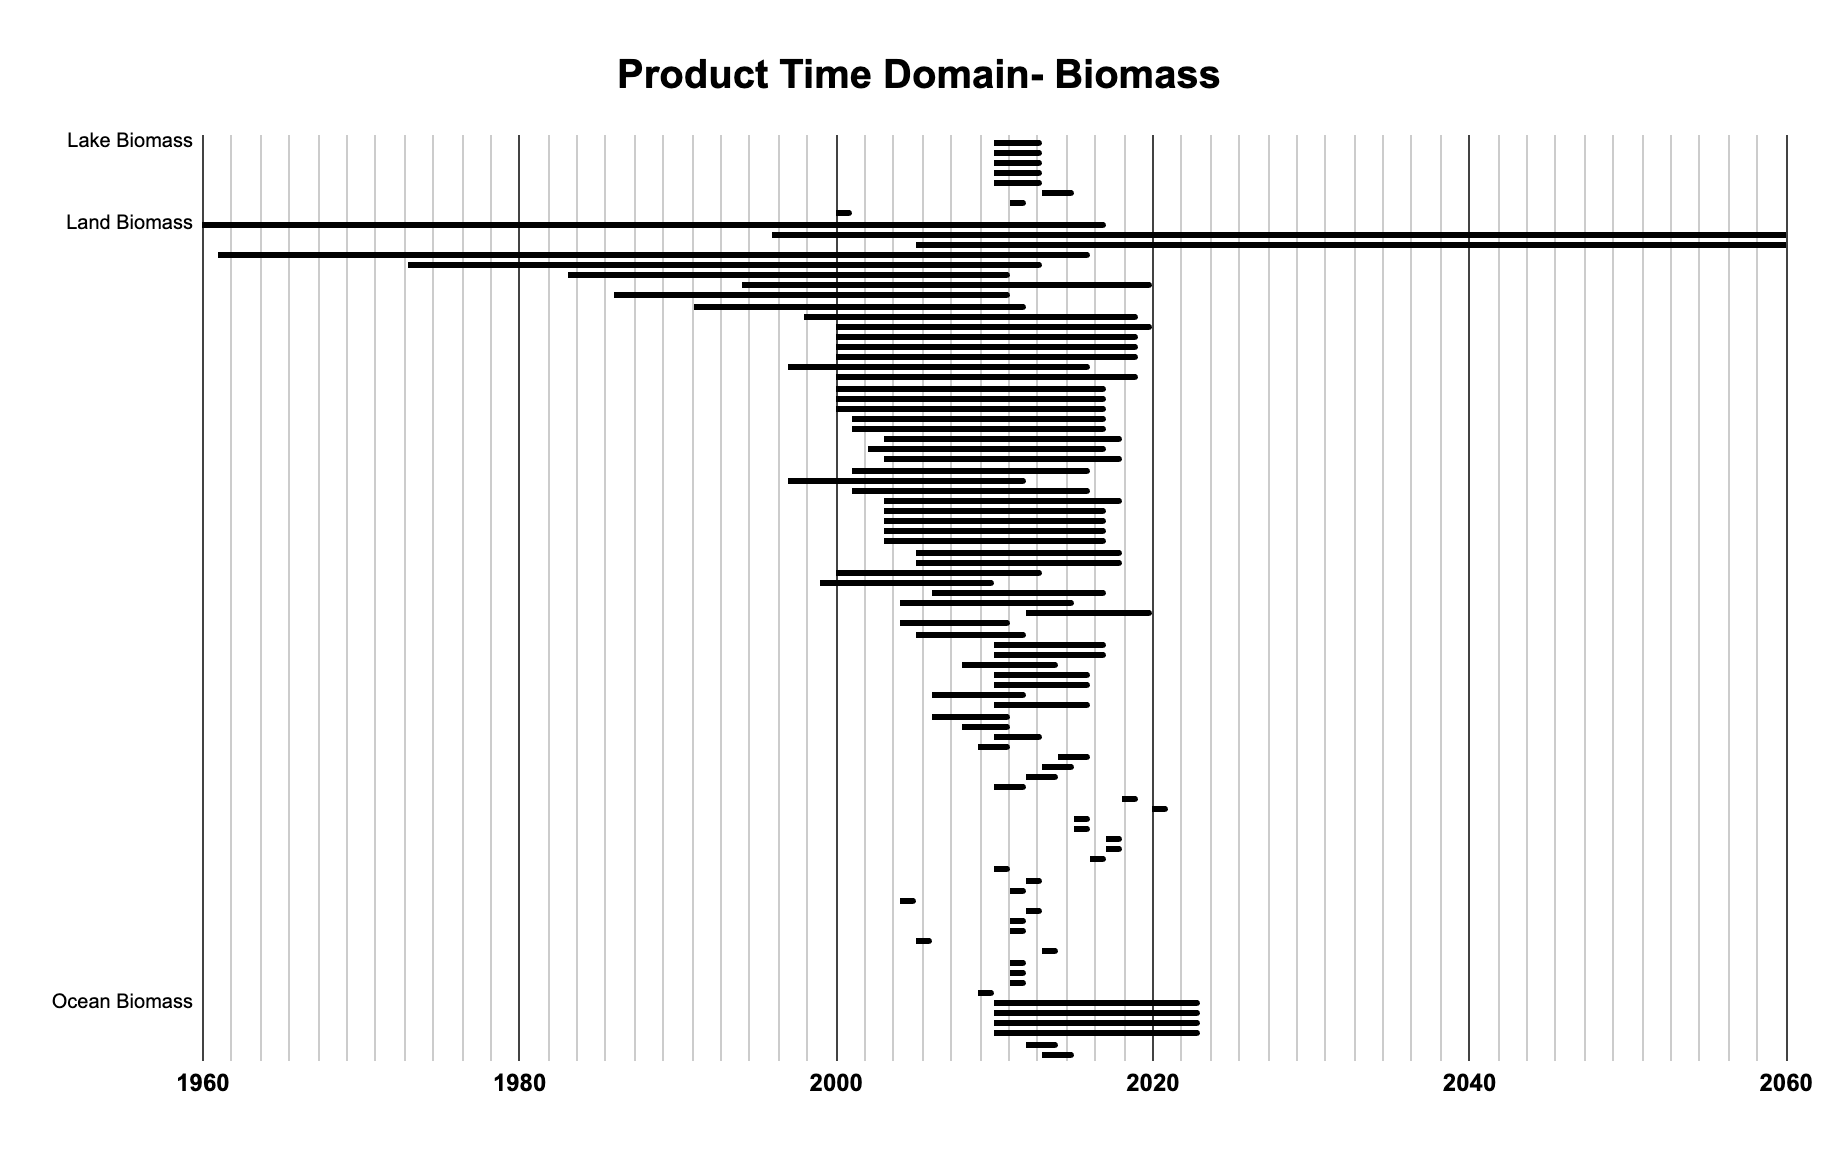 Product Time Domain- Biomass
Lake Biomass
Land Biomass
Ocean Biomass
1960 1980 2000 2020 2040 2060